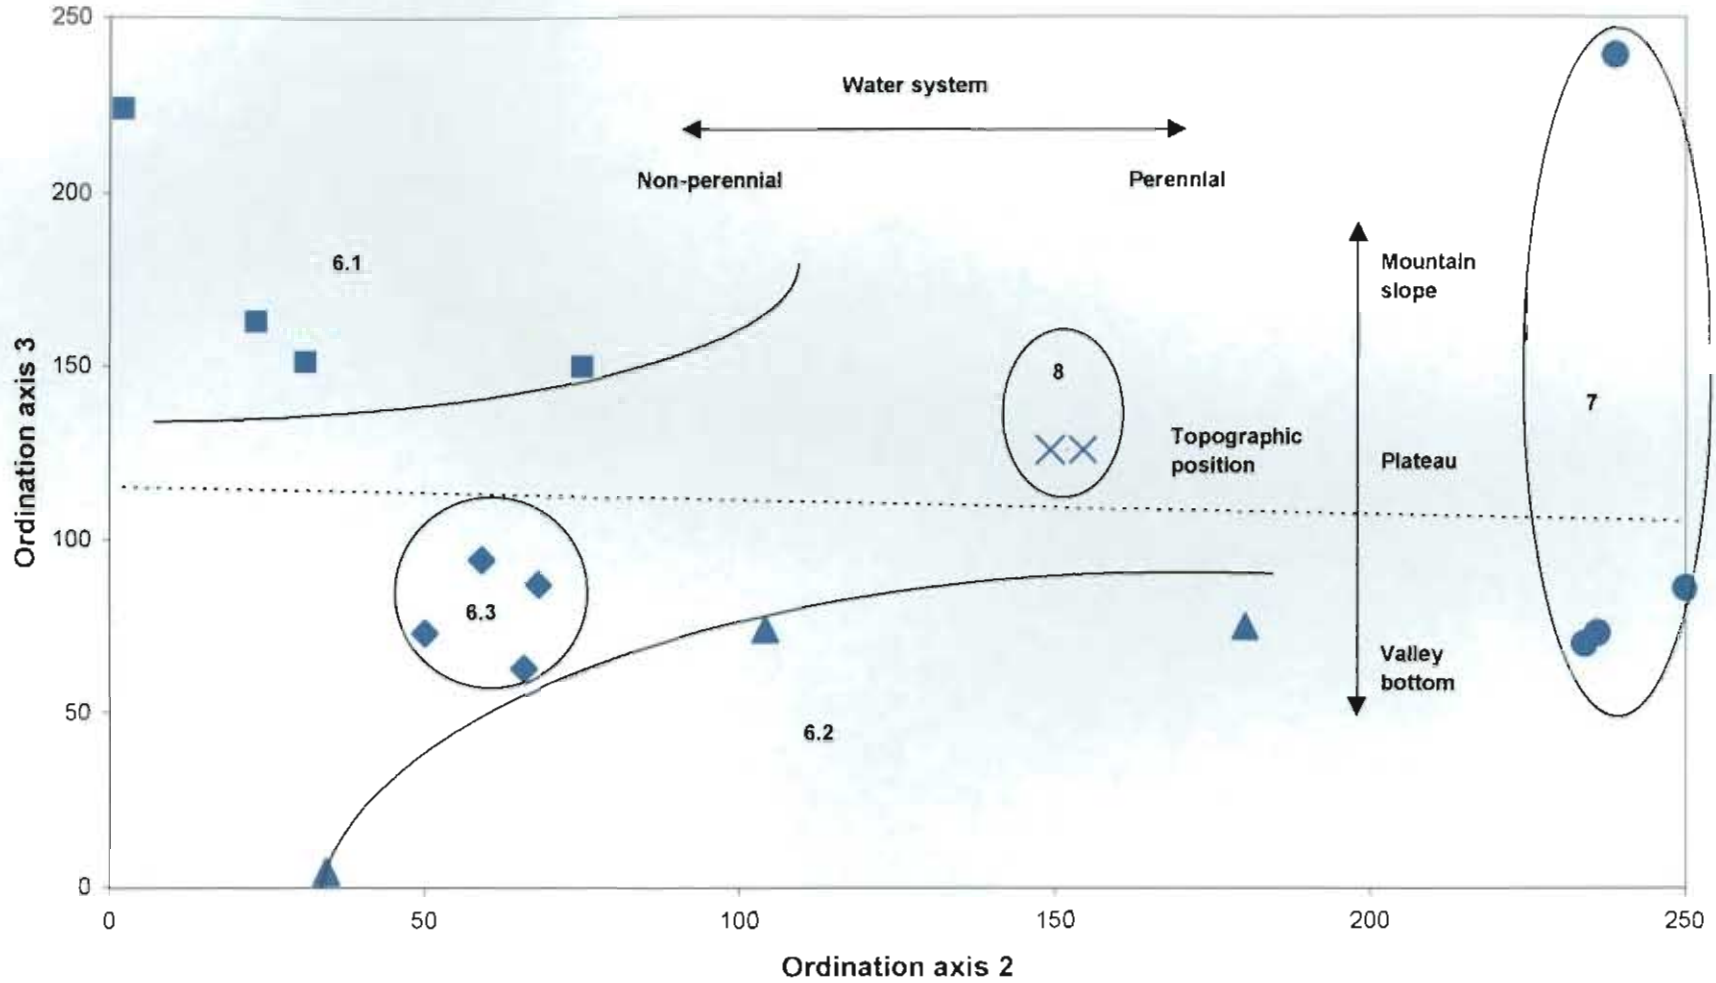 250
Water system
200
Non-perennial
Perennial
6.1
Mountain
slope
150
8
7
Topographic
position
Plateau
Ordination axis 3
100
6.3
Valley
bottom
50
6.2
0
0
50
100
150
200
250
Ordination axis 2